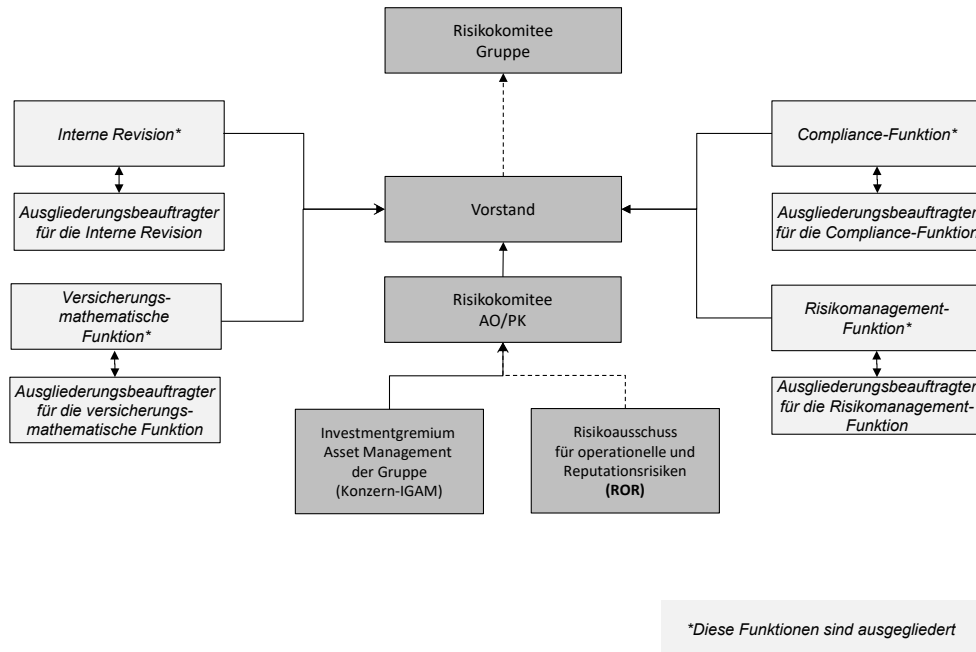 Risikokomitee
Gruppe
Interne Revision*
Compliance-Funktion*
Ausgliederungsbeauftragter
für die Interne Revision
Vorstand
Ausgliederungsbeauftragter
für die Compliance-Funktion
Versicherungs-
mathematische
Funktion*
Risikokomitee
AO/PK
Risikomanagement-
Funktion*
Ausgliederungsbeauftragter
für die versicherungs-
mathematische Funktion
Ausgliederungsbeauftragter
für die Risikomanagement-
Funktion
Investmentgremium
Asset Management
der Gruppe
(Konzern-IGAM)
Risikoausschuss
für operationelle und
Reputationsrisiken
(ROR)
*Diese Funktionen sind ausgegliedert